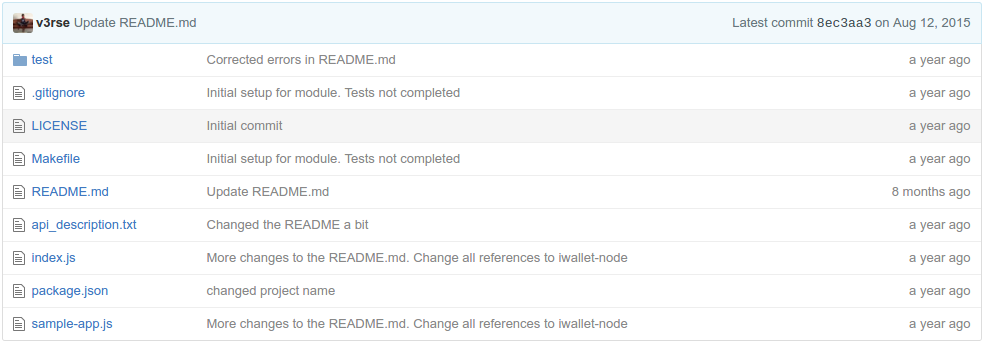 v3rse Update README.md Latest commit 8ec3aa3 on Aug 12, 2015
test Corrected errors in README.md a year ago
.gitignore Initial setup for module. Tests not completed a year ago
LICENSE Initial commit a year ago
Makefile Initial setup for module. Tests not completed a year ago
README.md Update README.md 8 months ago
api_description.txt Changed the README a bit a year ago
index.js More changes to the README.md. Change all references to iwallet-node a year ago
package.json changed project name a year ago
sample-app.js More changes to the README.md. Change all references to iwallet-node a year ago